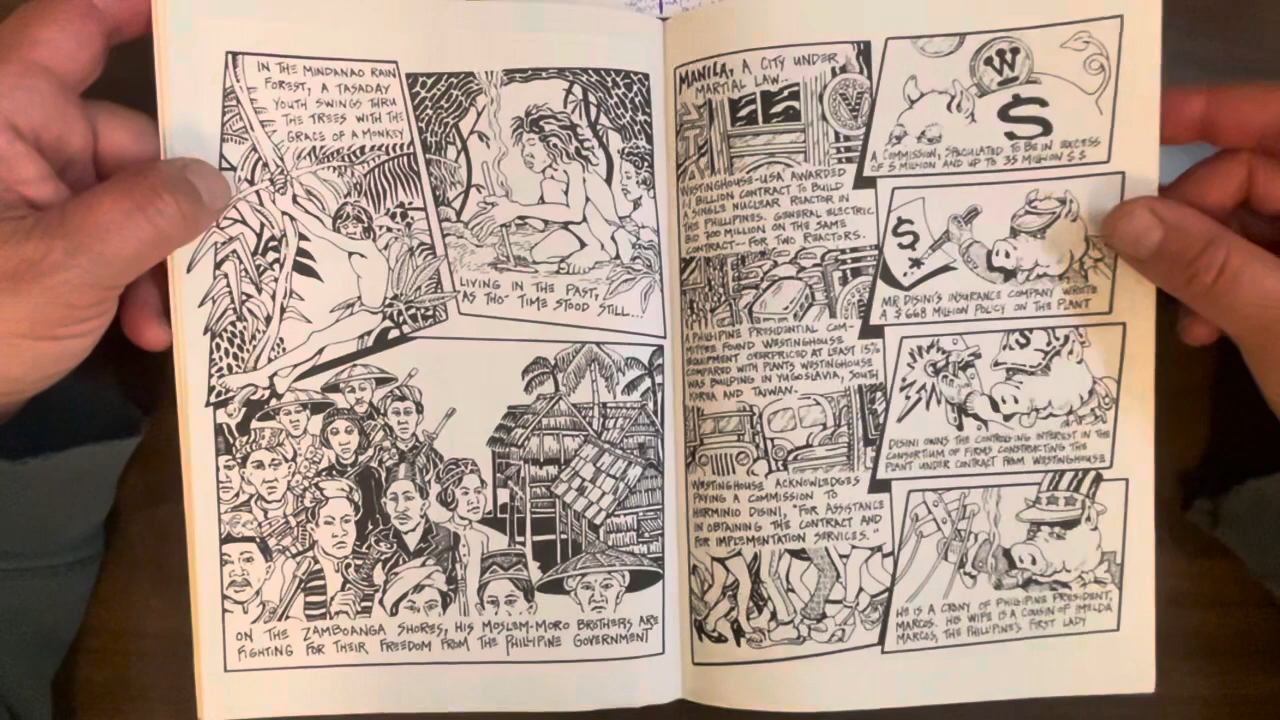 IN THE MINDANAO RAIN
FOREST, A TASADAY
YOUTH SWINGS THRU
THE TREES WITH THE
GRACE OF A MONKEY
LIVING IN THE PAST,
AS THO' TIME STOOD STILL...
ON THE ZAMBOANGA SHORES, HIS MOSLEM-MORO BROTHERS ARE
FIGHTING FOR THEIR FREEDOM FROM THE PHILLIPINE GOVERNMENT
MANILA, A CITY UNDER
MARTIAL LAW..
WESTINGHOUSE-USA AWARDED
1.1 BILLION CONTRACT TO BUILD
A SINGLE NUCLEAR REACTOR IN
THE PHILLIPINES. GENERAL ELECTRIC
BID 700 MILLION ON THE SAME
CONTRACT-- FOR TWO REACTORS.
A PHILLIPINE PRESIDENTIAL COM-
MITTEE FOUND WESTINGHOUSE
EQUIPMENT OVERPRICED AT LEAST 15%
COMPARED WITH PLANTS WESTINGHOUSE
WAS BUILDING IN YUGOSLAVIA, SOUTH
KOREA AND TAIWAN-
WESTINGHOUSE ACKNOWLEDGES
PAYING A COMMISSION TO
HERMINIO DISINI, "FOR ASSISTANCE
IN OBTAINING THE CONTRACT AND
FOR IMPLEMENTATION SERVICES."
W
$
A COMMISSION, SPECULATED TO BE IN EXCESS
OF 5 MILLION AND UP TO 35 MILLION $ $
$
MR DISINI'S INSURANCE COMPANY WROTE
A $ 668 MILLION POLICY ON THE PLANT
DISINI OWNS THE CONTROLING INTEREST IN THE
CONSORTIUM OF FIRMS CONSTRUCTING THE
PLANT UNDER CONTRACT FROM WESTINGHOUSE
HE IS A CRONY OF PHILIPINE PRESIDENT,
MARCOS. HIS WIFE IS A COUSIN OF IMELDA
MARCOS, THE PHILLIPINE'S FIRST LADY